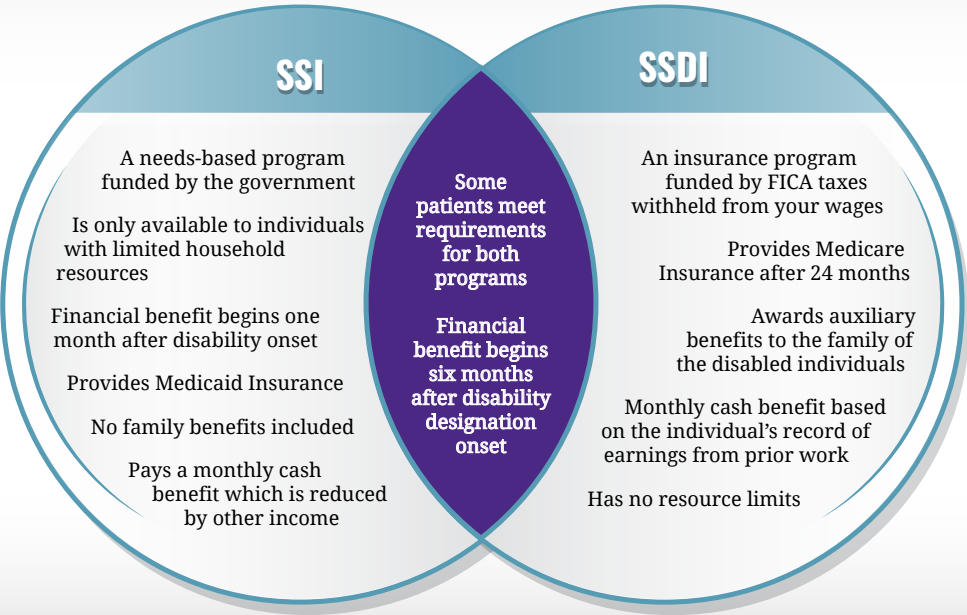 SSI
A needs-based program
funded by the government
Is only available to individuals
with limited household
resources
Financial benefit begins one
month after disability onset
Provides Medicaid Insurance
No family benefits included
Pays a monthly cash
benefit which is reduced
by other income
Some
patients meet
requirements
for both
programs
Financial
benefit begins
six months
after disability
designation
onset
SSDI
An insurance program
funded by FICA taxes
withheld from your wages
Provides Medicare
Insurance after 24 months
Awards auxiliary
benefits to the family of
the disabled individuals
Monthly cash benefit based
on the individual’s record of
earnings from prior work
Has no resource limits